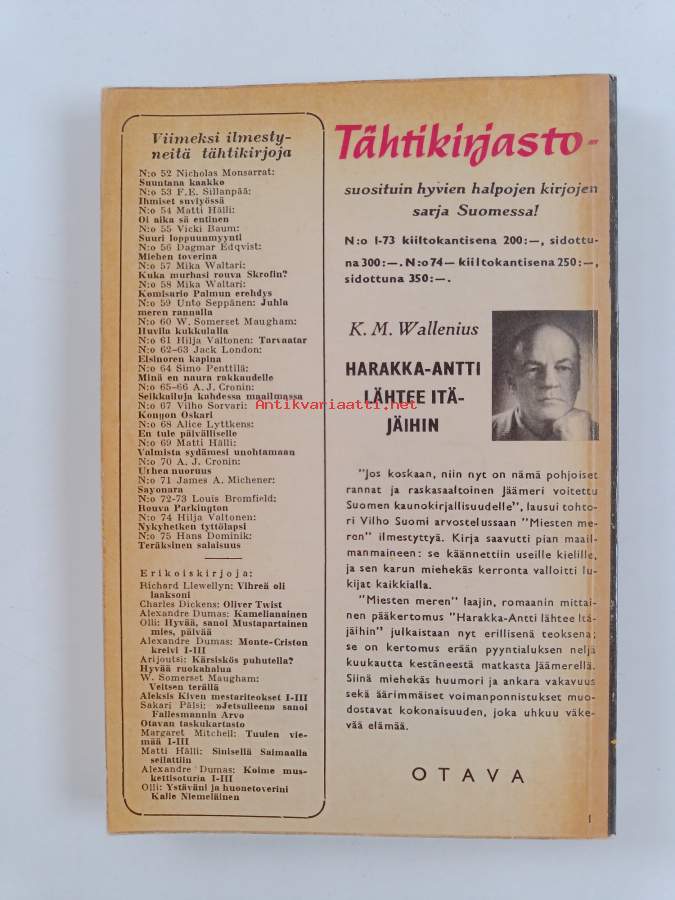 Viimeksi ilmesty-
neitä tähtikirjoja
N:o 52 Nicholas Monsarrat:
Suuntana kaakko
N:o 53 F.E. Sillanpää:
Ihmiset suviyössä
N:o 54 Matti Hälli:
Oi aika sä entinen
N:o 55 Vicki Baum:
Suuri loppuunmyynti
N:o 56 Dagmar Edqvist:
Miehen toverina
N:o 57 Mika Waltari:
Kuka murhasi rouva Skrofin?
N:o 58 Mika Waltari:
Komisario Palmun erehdys
N:o 59 Unto Seppänen: Juhla
meren rannalla
N:o 60 W. Somerset Maugham:
Huvila kukkulalla
N:o 61 Hilja Valtonen: Tarvaatar
N:o 62-63 Jack London:
Elsinoren kapina
N:o 64 Simo Penttilä:
Minä en naura rakkaudelle
N:o 65-66 A. J. Cronin:
Seikkailuja kahdessa maailmassa
N:o 67 Vilho Sorvari:
Kongon Oskari
N:o 68 Alice Lyttkens:
En tule päivälliselle
N:o 69 Matti Hälli:
Valmista sydämesi unohtamaan
N:o 70 A. J. Cronin:
Urhea nuoruus
N:o 71 James A. Michener:
Sayonara
N:o 72-73 Louis Bromfield:
Rouva Parkington
N:o 74 Hilja Valtonen:
Nykyhetken tyttölapsi
N:o 75 Hans Dominik:
Teräksinen salaisuus
Erikoiskirjoja:
Richard Llewellyn: Vihreä oli
laaksoni
Charles Dickens: Oliver Twist
Alexandre Dumas: Kamelianainen
Olli: Hyvää, sanoi Mustapartainen
mies, päivää
Alexandre Dumas: Monte-Criston
kreivi I-III
Arijoutsi: Kärsiskös puhutella?
Hyvää ruokahalua
W. Somerset Maugham:
Veitsen terällä
Aleksis Kiven mestariteokset I-III
Sakari Pälsi: »Jetsulleen» sanoi
Fallesmannin Arvo
Otavan taskukartasto
Margaret Mitchell: Tuulen vie-
mää I-III
Matti Hälli: Sinisellä Saimaalla
seilattiin
Alexandre Dumas: Kolme mus-
kettisoturia I-III
Olli: Ystäväni ja huonetoverini
Kalle Niemeläinen
Tähtikirjasto-
suosituin hyvien halpojen kirjojen
sarja Suomessa!
N:o 1-73 kiiltokantisena 200:—, sidottu-
na 300:—. N:o 74— kiiltokantisena 250:—,
sidottuna 350:—.
K. M. Wallenius
HARAKKA-ANTTI
LÄHTEE ITÄ-
JÄIHIN
Antikvariaatti.net
"Jos koskaan, niin nyt on nämä pohjoiset
rannat ja raskasaaltoinen Jäämeri voitettu
Suomen kaunokirjallisuudelle", lausui tohto-
ri Vilho Suomi arvostelussaan "Miesten me-
ren" ilmestyttyä. Kirja saavutti pian maail-
manmaineen: se käännettiin useille kielille,
ja sen karun miehekäs kerronta valloitti lu-
kijat kaikkialla.
"Miesten meren" laajin, romaanin mittai-
nen pääkertomus "Harakka-Antti lähtee Itä-
jäihin" julkaistaan nyt erillisenä teoksena;
se on kertomus erään pyyntialuksen neljä
kuukautta kestäneestä matkasta Jäämerellä.
Siinä miehekäs huumori ja ankara vakavuus
sekä äärimmäiset voimanponnistukset muo-
dostavat kokonaisuuden, joka uhkuu väke-
vää elämää.
OTAVA
1